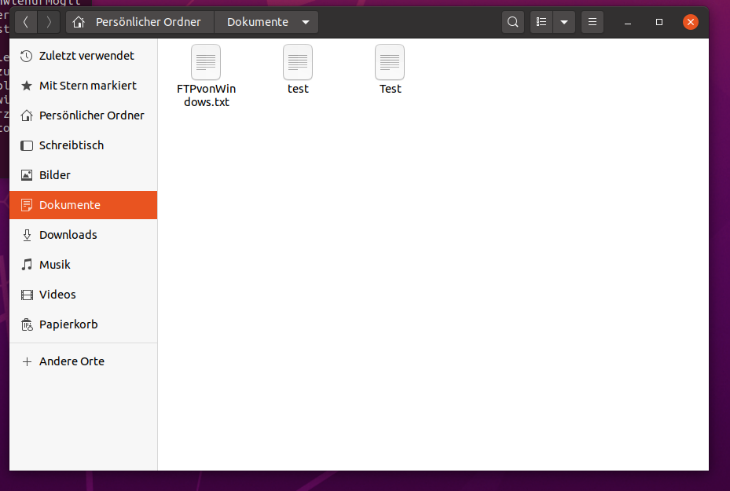 Persönlicher Ordner Dokumente
Zuletzt verwendet
Mit Stern markiert
Persönlicher Ordner
Schreibtisch
Bilder
Dokumente
Downloads
Musik
Videos
Papierkorb
Andere Orte
FTPvonWin
dows.txt
test
Test